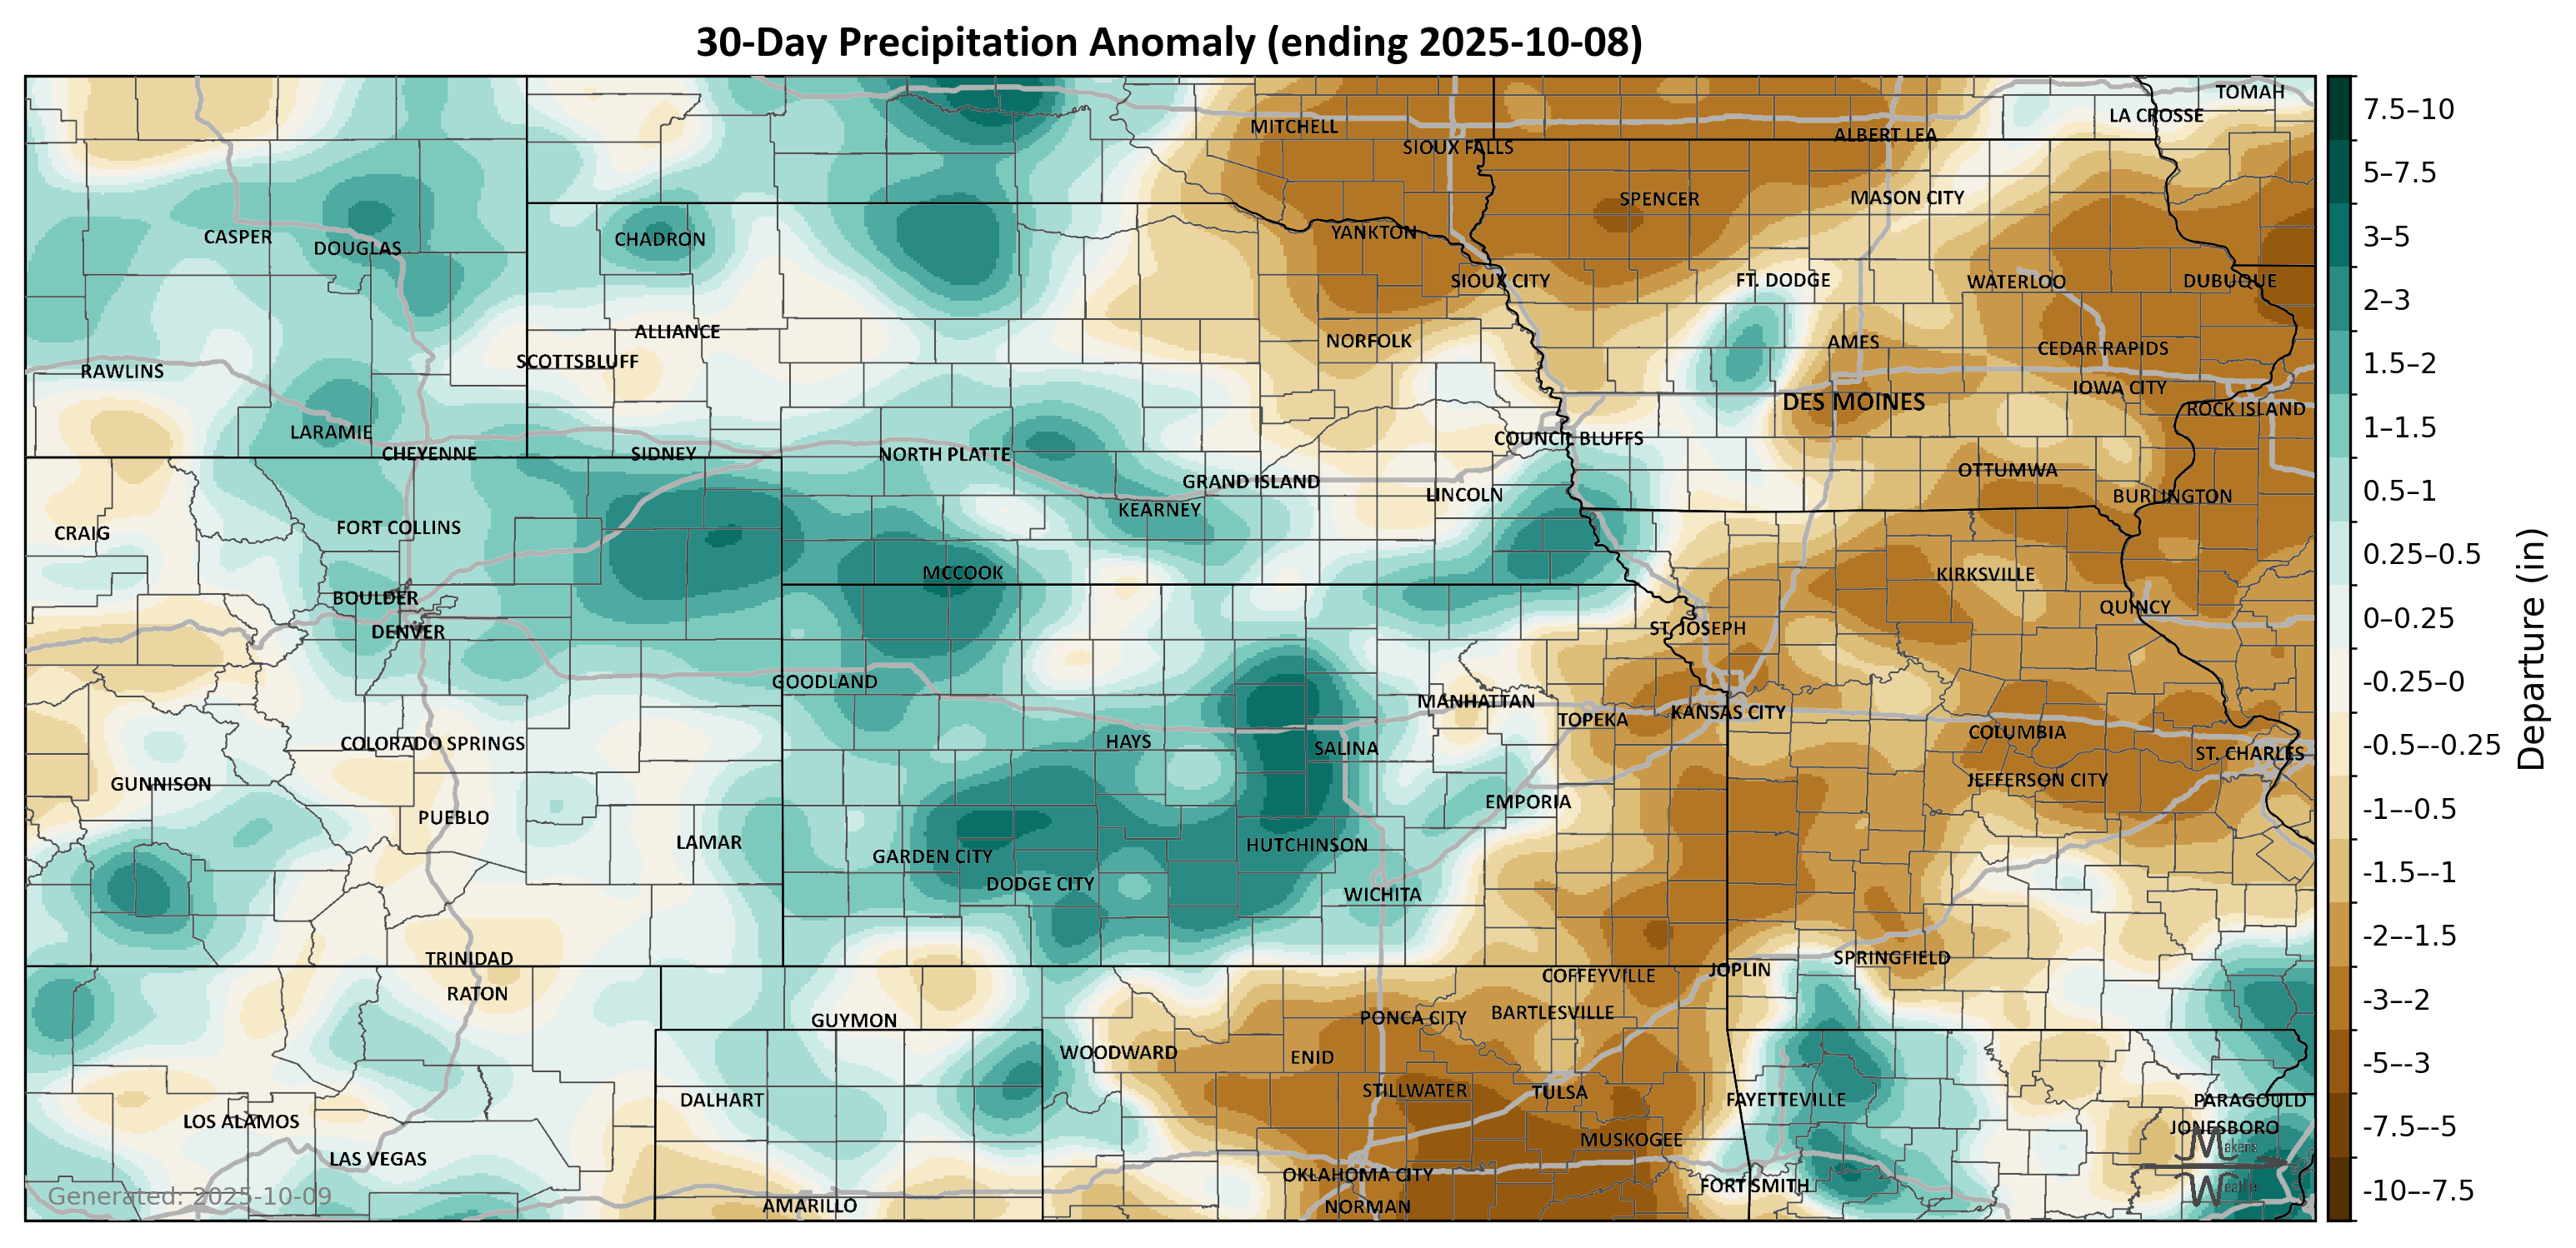 30-Day Precipitation Anomaly (ending 2025-10-08)
TOMAH
LA CROSSE
MITCHELL
ALBERT LEA
SIOUX FALLS
SPENCER
MASON CITY
CASPER
DOUGLAS
CHADRON
YANKTON
SIOUX CITY
FT. DODGE
WATERLOO
DUBUQUE
ALLIANCE
NORFOLK
AMES
CEDAR RAPIDS
SCOTTSBLUFF
RAWLINS
IOWA CITY
DES MOINES
ROCK ISLAND
LARAMIE
COUNCIL BLUFFS
CHEYENNE
SIDNEY
NORTH PLATTE
OTTUMWA
GRAND ISLAND
LINCOLN
BURLINGTON
KEARNEY
CRAIG
FORT COLLINS
MCCOOK
KIRKSVILLE
BOULDER
QUINCY
DENVER
ST. JOSEPH
GOODLAND
MANHATTAN
TOPEKA
KANSAS CITY
COLUMBIA
COLORADO SPRINGS
HAYS
SALINA
ST. CHARLES
GUNNISON
JEFFERSON CITY
EMPORIA
PUEBLO
LAMAR
HUTCHINSON
GARDEN CITY
DODGE CITY
WICHITA
TRINIDAD
SPRINGFIELD
JOPLIN
COFFEYVILLE
RATON
BARTLESVILLE
PONCA CITY
GUYMON
WOODWARD
ENID
STILLWATER
TULSA
DALHART
FAYETTEVILLE
PARAGOULD
LOS ALAMOS
JONESBORO
MUSKOGEE
LAS VEGAS
OKLAHOMA CITY
FORT SMITH
AMARILLO
NORMAN
Generated: 2025-10-09
Makens
Weather
7.5–10
5–7.5
3–5
2–3
1.5–2
1–1.5
0.5–1
0.25–0.5
0–0.25
-0.25–0
-0.5–-0.25
-1–-0.5
-1.5–-1
-2–-1.5
-3–-2
-5–-3
-7.5–-5
-10–-7.5
Departure (in)